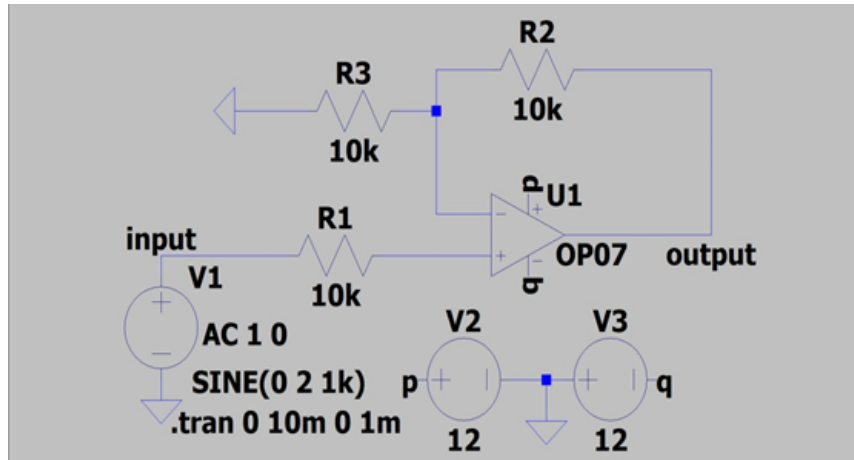 R2
R3
10k
10k
p
U1
R1
input
OP07
output
q
V1
10k
V2
V3
AC 1 0
SINE(0 2 1k)
p
q
.tran 0 10m 0 1m
12
12